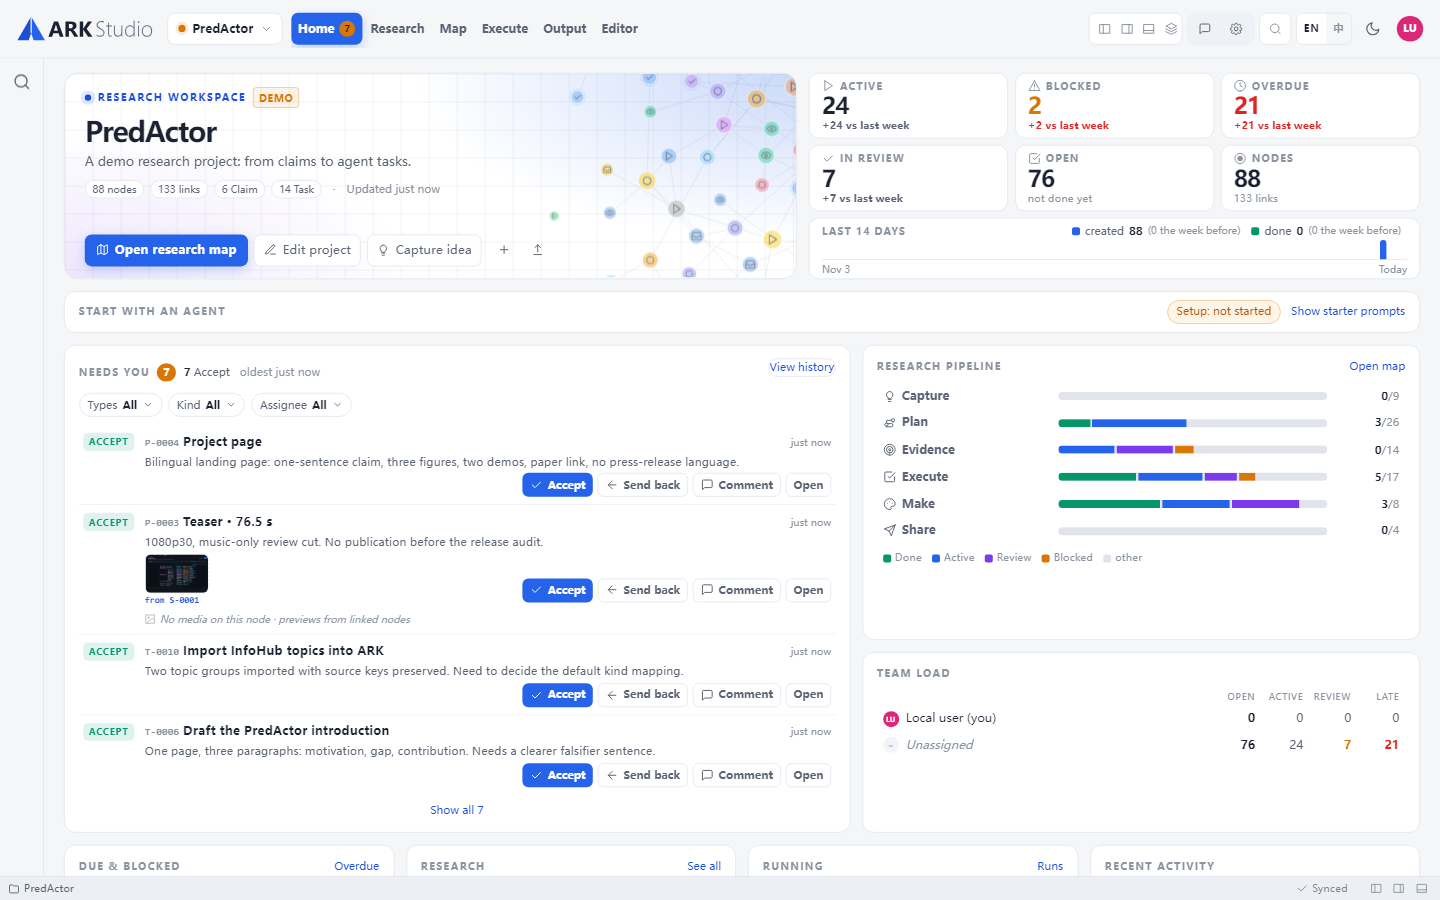 ARK Studio
PredActor
Home 7
Research
Map
Execute
Output
Editor
EN
中
LU
RESEARCH WORKSPACE DEMO
PredActor
A demo research project: from claims to agent tasks.
88 nodes
133 links
6 Claim
14 Task
· Updated just now
Open research map
Edit project
Capture idea
ACTIVE
24
+24 vs last week
BLOCKED
2
+2 vs last week
OVERDUE
21
+21 vs last week
IN REVIEW
7
+7 vs last week
OPEN
76
not done yet
NODES
88
133 links
LAST 14 DAYS
created 88 (0 the week before)
done 0 (0 the week before)
Nov 3
Today
START WITH AN AGENT
Setup: not started
Show starter prompts
NEEDS YOU 7 7 Accept oldest just now
View history
Types All
Kind All
Assignee All
ACCEPT P-0004 Project page just now
Bilingual landing page: one-sentence claim, three figures, two demos, paper link, no press-release language.
Accept Send back Comment Open
ACCEPT P-0003 Teaser • 76.5 s just now
1080p30, music-only review cut. No publication before the release audit.
from S-0001
Accept Send back Comment Open
No media on this node · previews from linked nodes
ACCEPT T-0010 Import InfoHub topics into ARK just now
Two topic groups imported with source keys preserved. Need to decide the default kind mapping.
Accept Send back Comment Open
ACCEPT T-0006 Draft the PredActor introduction just now
One page, three paragraphs: motivation, gap, contribution. Needs a clearer falsifier sentence.
Accept Send back Comment Open
Show all 7
RESEARCH PIPELINE
Open map
Capture 0/9
Plan 3/26
Evidence 0/14
Execute 5/17
Make 3/8
Share 0/4
Done Active Review Blocked other
TEAM LOAD
OPEN ACTIVE REVIEW LATE
LU Local user (you) 0 0 0 0
- Unassigned 76 24 7 21
DUE & BLOCKED Overdue
RESEARCH See all
RUNNING Runs
RECENT ACTIVITY
PredActor
Synced